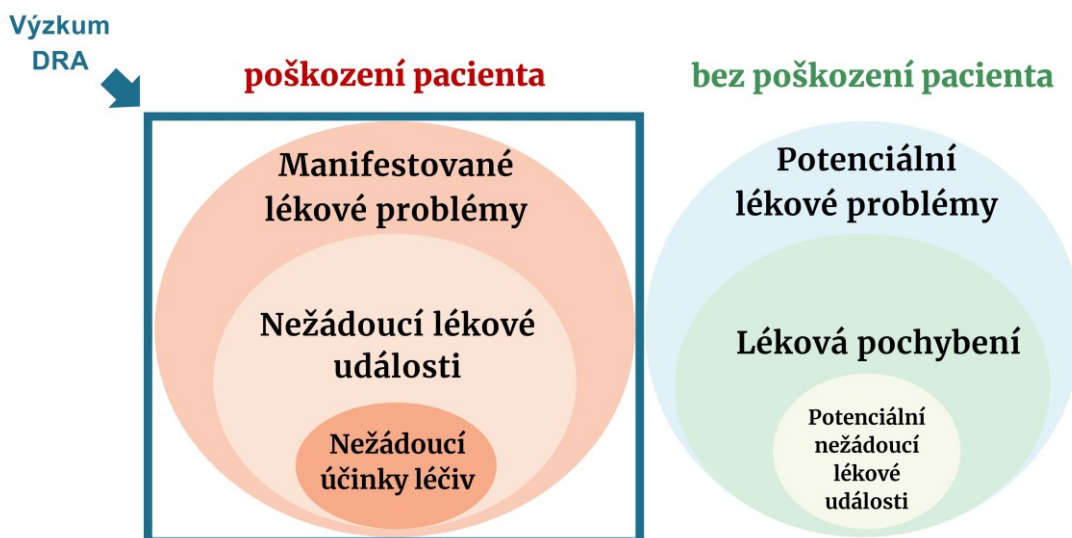 Výzkum
DRA
poškození pacienta
bez poškození pacienta
Manifestované
lékové problémy
Nežádoucí lékové
události
Nežádoucí
účinky léčiv
Potenciální
lékové problémy
Léková pochybení
Potenciální
nežádoucí
lékové
události